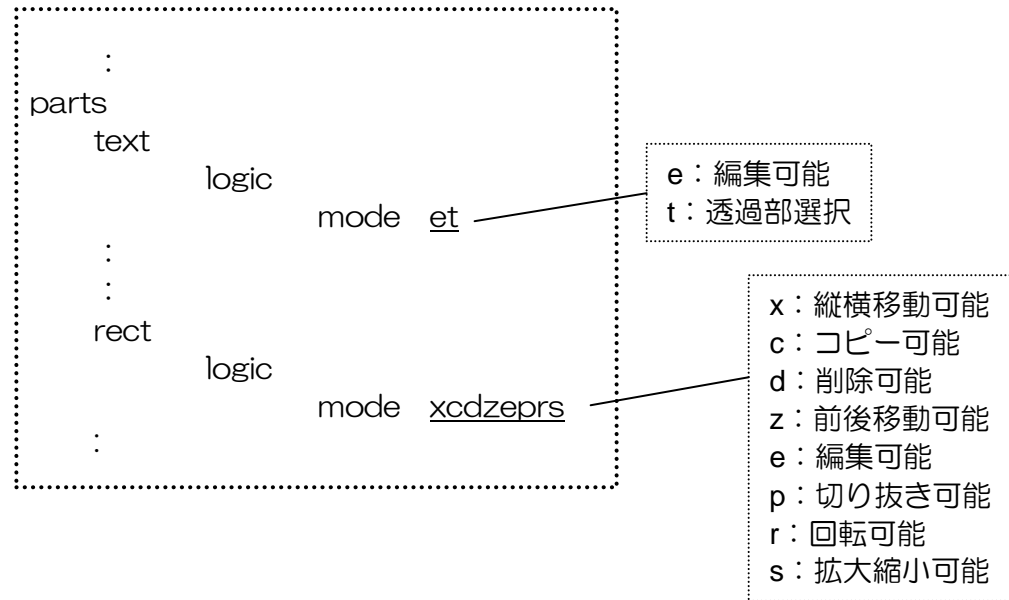 ：
parts
text
logic
mode et
：
：
rect
logic
mode xcdzeprs
：
e：編集可能
t：透過部選択
x：縦横移動可能
c：コピー可能
d：削除可能
z：前後移動可能
e：編集可能
p：切り抜き可能
r：回転可能
s：拡大縮小可能